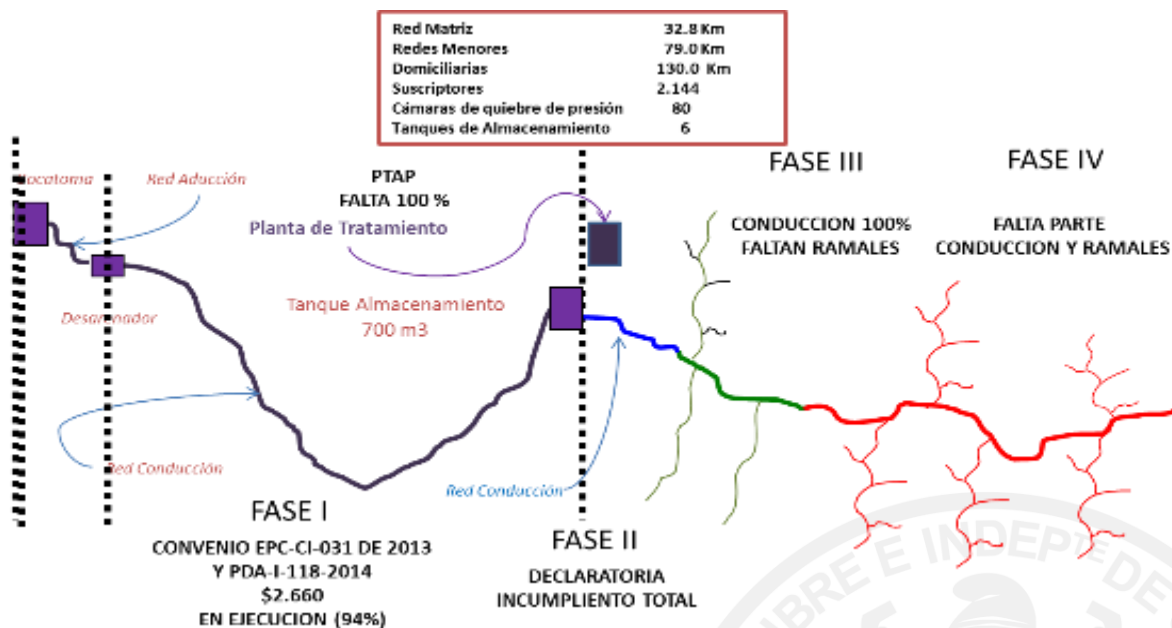 Red Matriz 32.8 Km
Redes Menores 79.0 Km
Domiciliarias 130.0 Km
Suscriptores 2.144
Cámaras de quiebre de presión 80
Tanques de Almacenamiento 6
FASE III
FASE IV
Red Aducción
PTAP
FALTA 100 %
Planta de Tratamiento
CONDUCCION 100%
FALTAN RAMALES
FALTA PARTE
CONDUCCION Y RAMALES
Tanque Almacenamiento
700 m3
Desarenador
Red Conducción
Red Conducción
FASE I
CONVENIO EPC-CI-031 DE 2013
Y PDA-I-118-2014
$2.660
EN EJECUCION (94%)
FASE II
DECLARATORIA
INCUMPLIENTO TOTAL